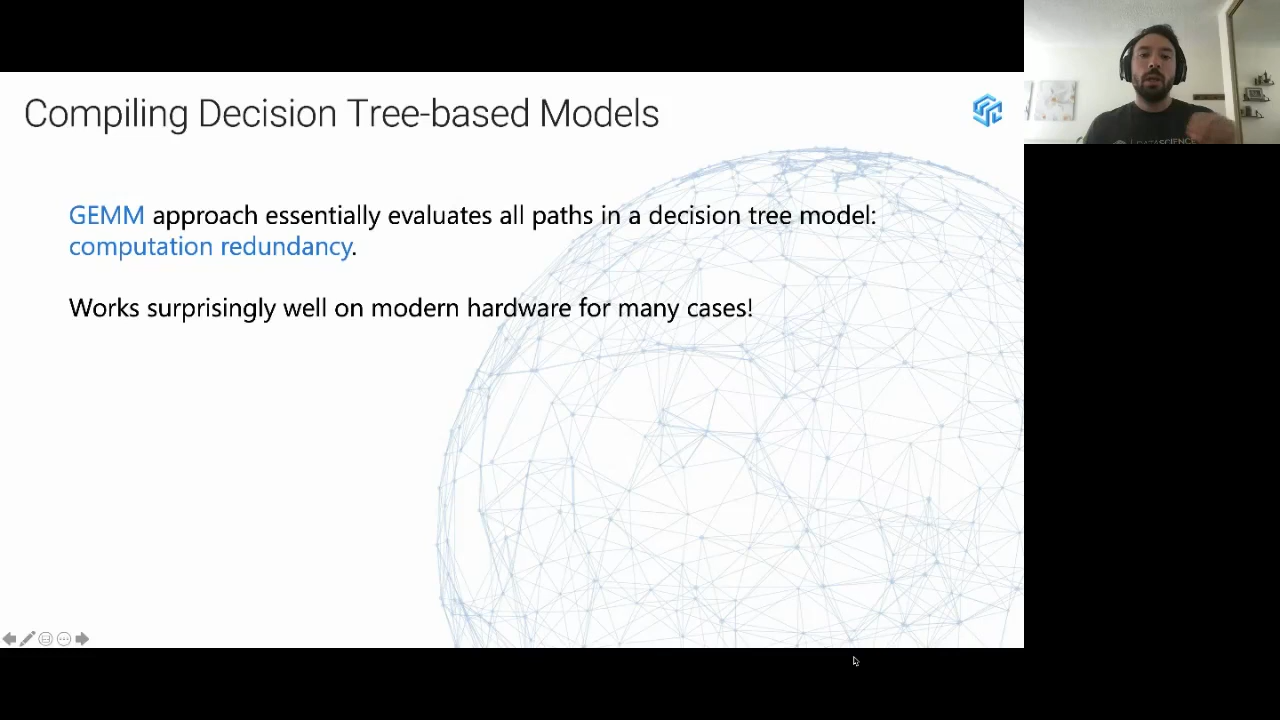 Compiling Decision Tree-based Models
GEMM approach essentially evaluates all paths in a decision tree model:
computation redundancy.
Works surprisingly well on modern hardware for many cases!
DATASCIENCE